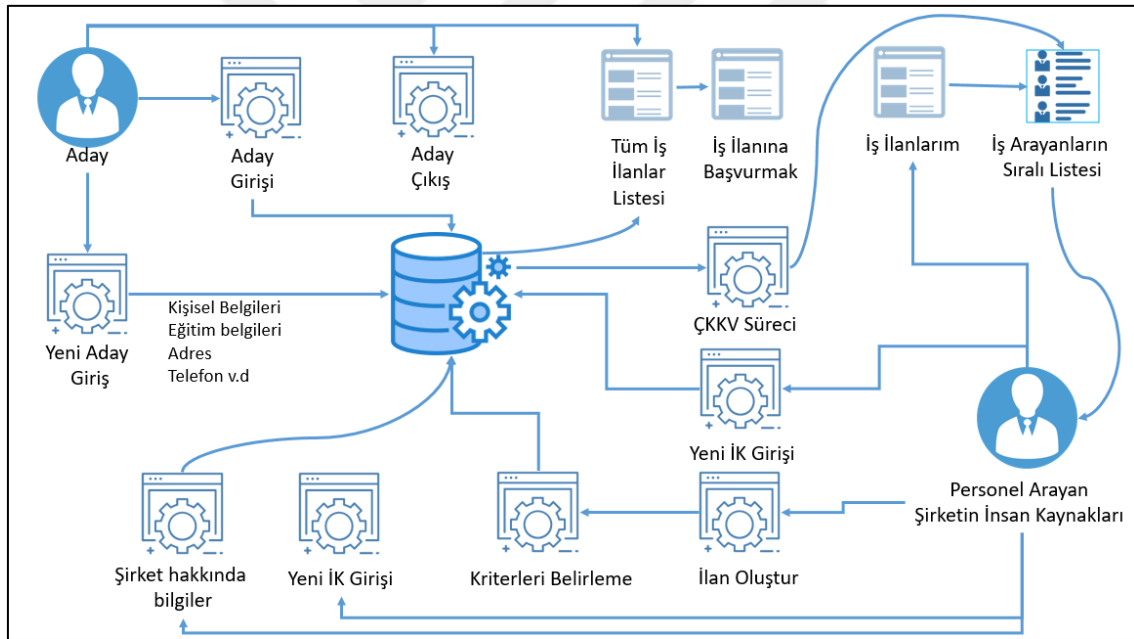 Aday
Aday
Girişi
Aday
Çıkış
Tüm İş
İlanlar
Listesi
İş İlanına
Başvurmak
İş İlanlarım
İş Arayanların
Sıralı Listesi
Yeni Aday
Giriş
Kişisel Belgileri
Eğitim belgileri
Adres
Telefon v.d
ÇKKV Süreci
Yeni İK Girişi
Personel Arayan
Şirketin İnsan Kaynakları
Şirket hakkında
bilgiler
Yeni İK Girişi
Kriterleri Belirleme
İlan Oluştur